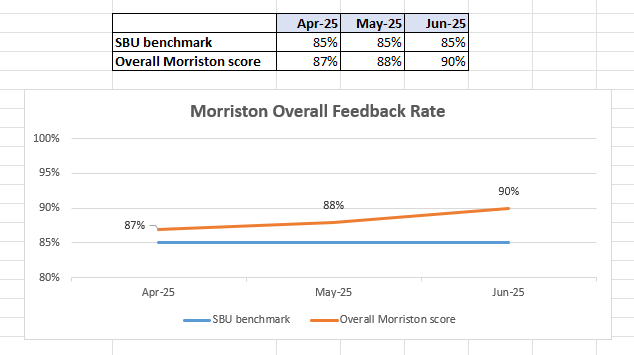 Apr-25 May-25 Jun-25
SBU benchmark 85% 85% 85%
Overall Morriston score 87% 88% 90%
Morriston Overall Feedback Rate
100%
95%
90%
85%
80%
87%
88%
90%
Apr-25 May-25 Jun-25
SBU benchmark Overall Morriston score